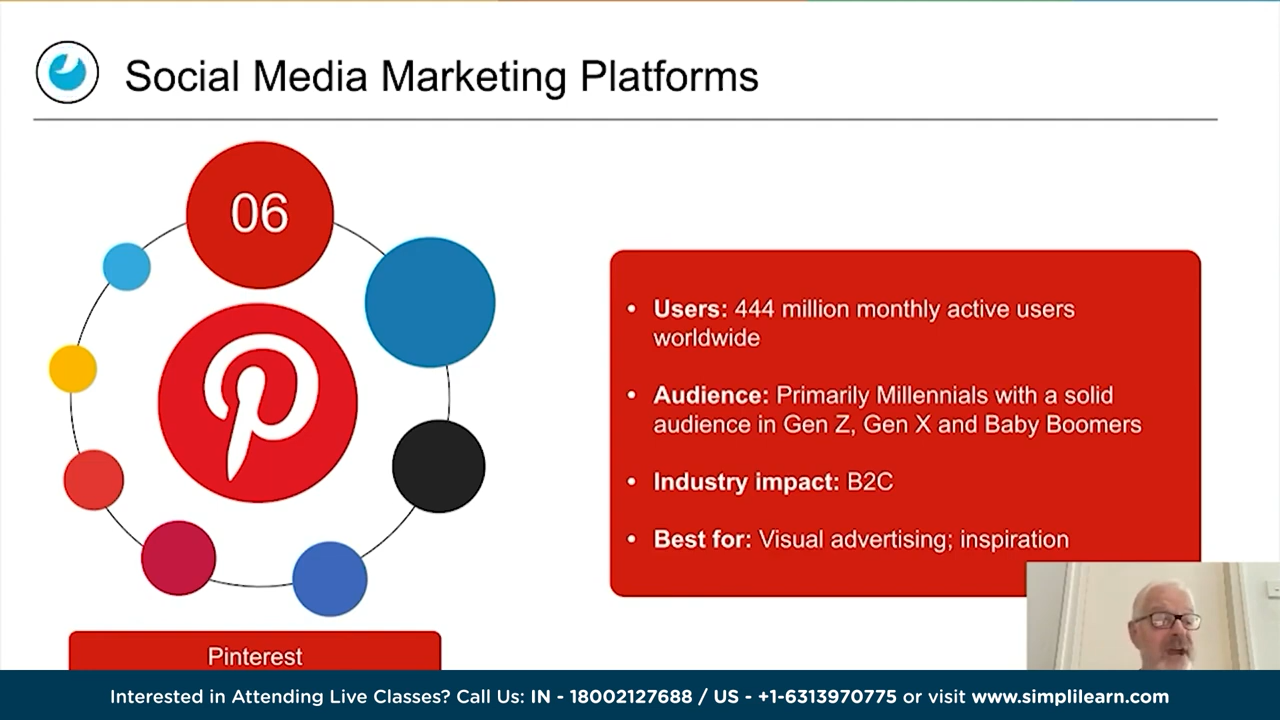 Social Media Marketing Platforms
06
• Users: 444 million monthly active users
worldwide
• Audience: Primarily Millennials with a solid
audience in Gen Z, Gen X and Baby Boomers
• Industry impact: B2C
• Best for: Visual advertising; inspiration
Pinterest
Interested in Attending Live Classes? Call Us: IN - 18002127688 / US - +1-6313970775 or visit www.simplilearn.com